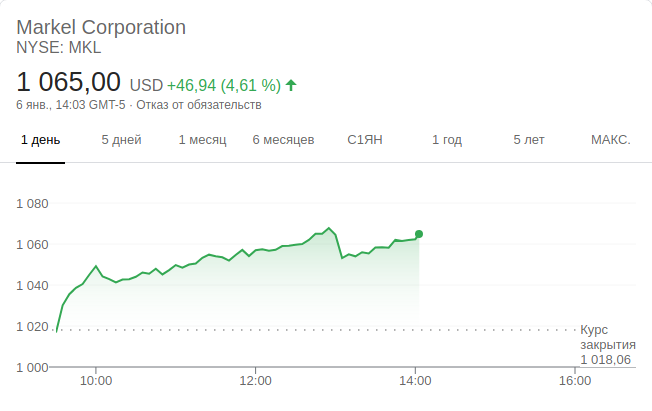 Markel Corporation
NYSE: MKL
1 065,00 USD +46,94 (4,61 %)
6 янв., 14:03 GMT-5 · Отказ от обязательств
1 день 5 дней 1 месяц 6 месяцев С1ЯН 1 год 5 лет МАКС.
1 080
1 060
1 040
1 020
1 000
Курс
закрытия
1 018,06
10:00 12:00 14:00 16:00